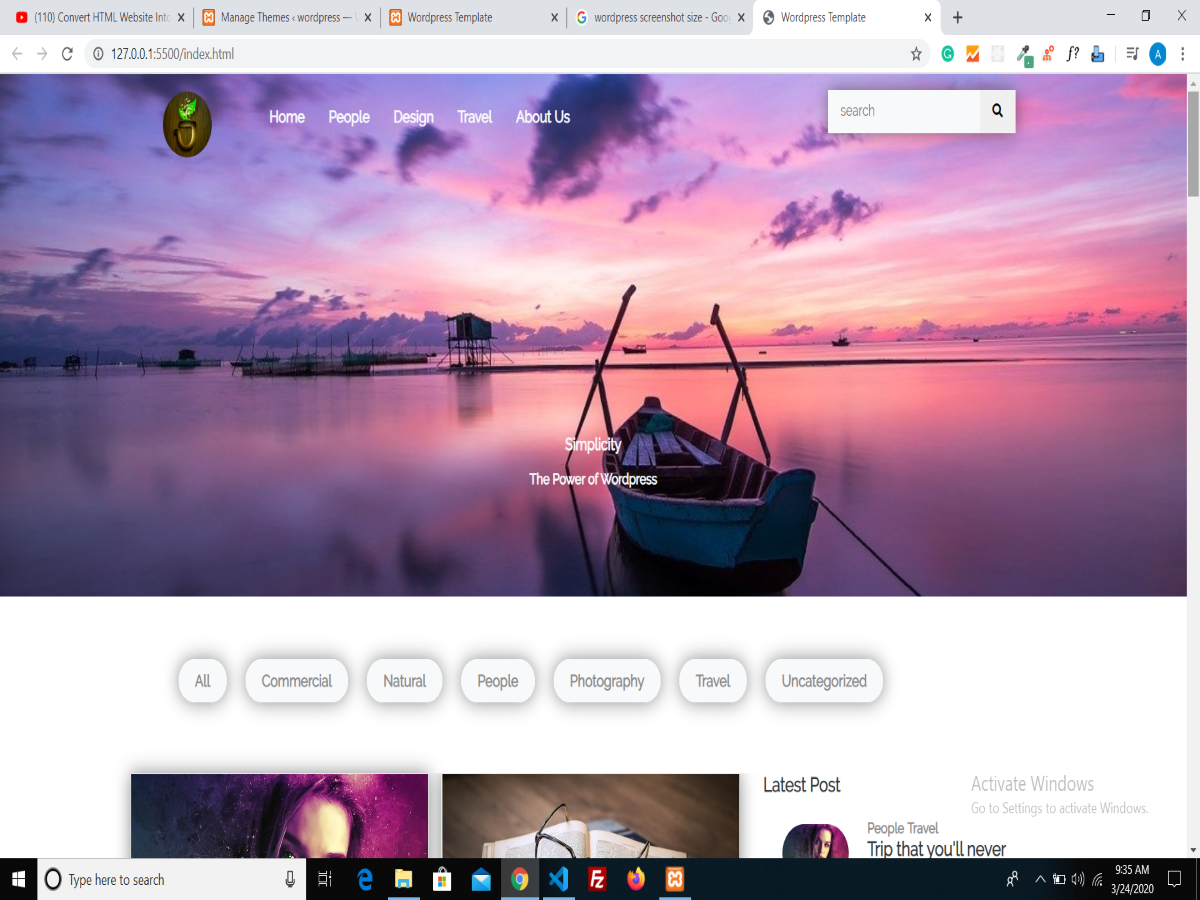 (110) Convert HTML Website Into
Manage Themes ‹ wordpress —
Wordpress Template
wordpress screenshot size - Goo
Wordpress Template
127.0.0.1:5500/index.html
f?
A
Home People Design Travel About Us
search
Simplicity
The Power of Wordpress
All Commercial Natural People Photography Travel Uncategorized
Latest Post
Activate Windows
Go to Settings to activate Windows.
People Travel
Trip that you'll never
Type here to search
9:35 AM
3/24/2020